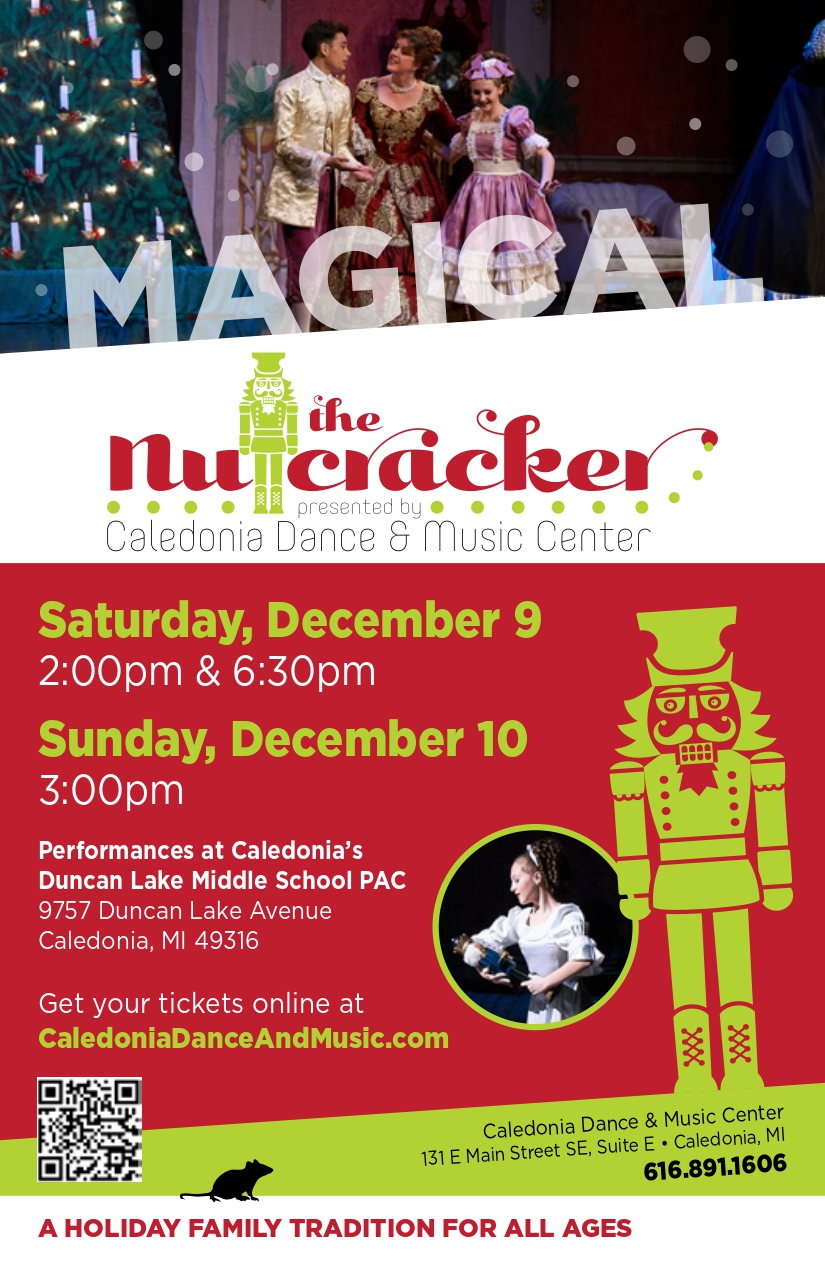 MAGICAL
the
nutcracker
presented by
Caledonia Dance & Music Center
Saturday, December 9
2:00pm & 6:30pm
Sunday, December 10
3:00pm
Performances at Caledonia's
Duncan Lake Middle School PAC
9757 Duncan Lake Avenue
Caledonia, MI 49316
Get your tickets online at
CaledoniaDanceAndMusic.com
Caledonia Dance & Music Center
131 E Main Street SE, Suite E • Caledonia, MI
616.891.1606
A HOLIDAY FAMILY TRADITION FOR ALL AGES